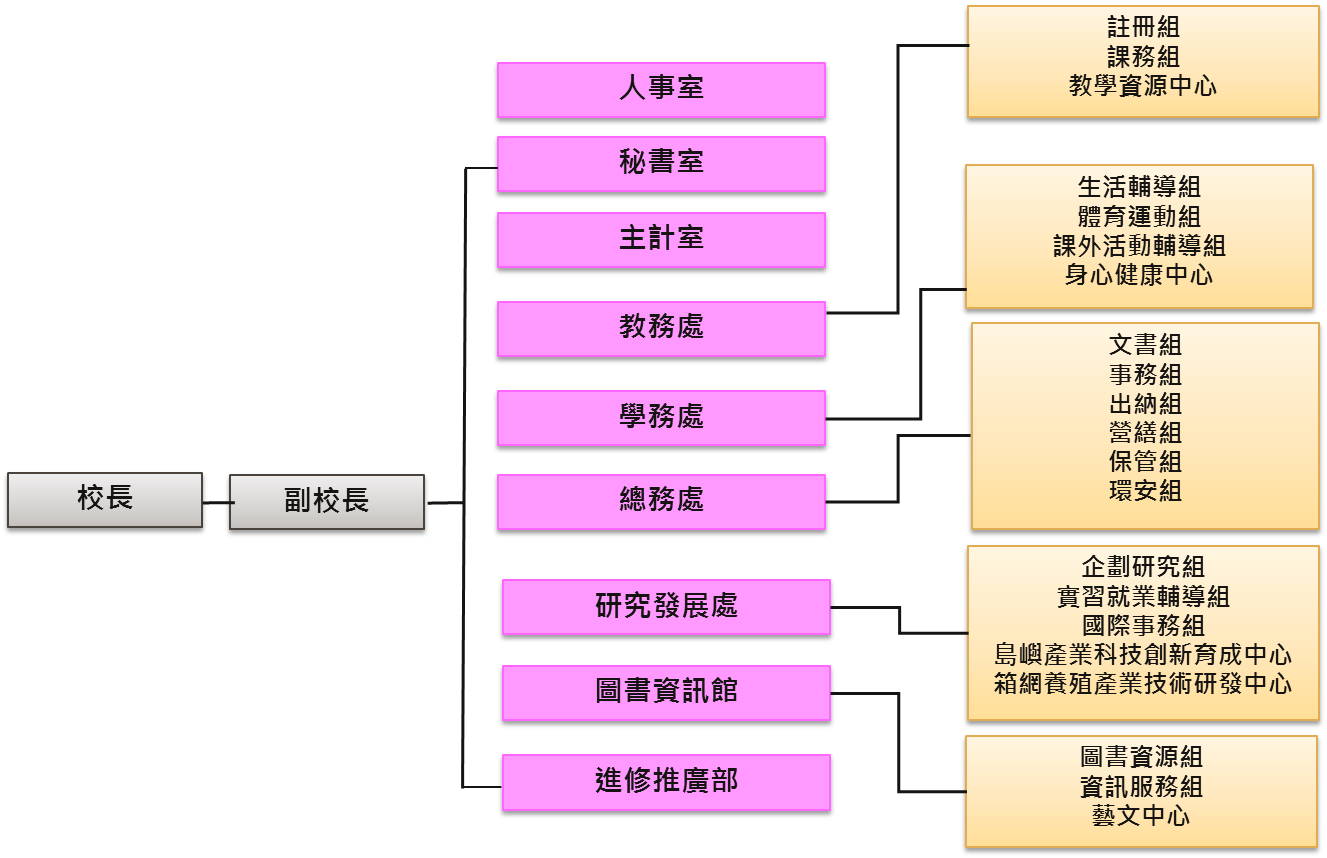 校長
副校長
人事室
秘書室
主計室
教務處
學務處
總務處
研究發展處
圖書資訊館
進修推廣部
註冊組
課務組
教學資源中心
生活輔導組
體育運動組
課外活動輔導組
身心健康中心
文書組
事務組
出納組
營繕組
保管組
環安組
企劃研究組
實習就業輔導組
國際事務組
島嶼產業科技創新育成中心
箱網養殖產業技術研發中心
圖書資源組
資訊服務組
藝文中心